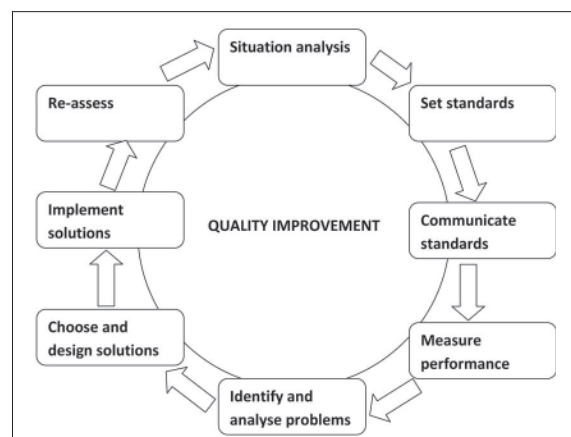 Situation analysis
Set standards
Communicate
standards
Measure
performance
Identify and
analyse problems
Choose and
design solutions
Implement
solutions
Re-assess
QUALITY IMPROVEMENT